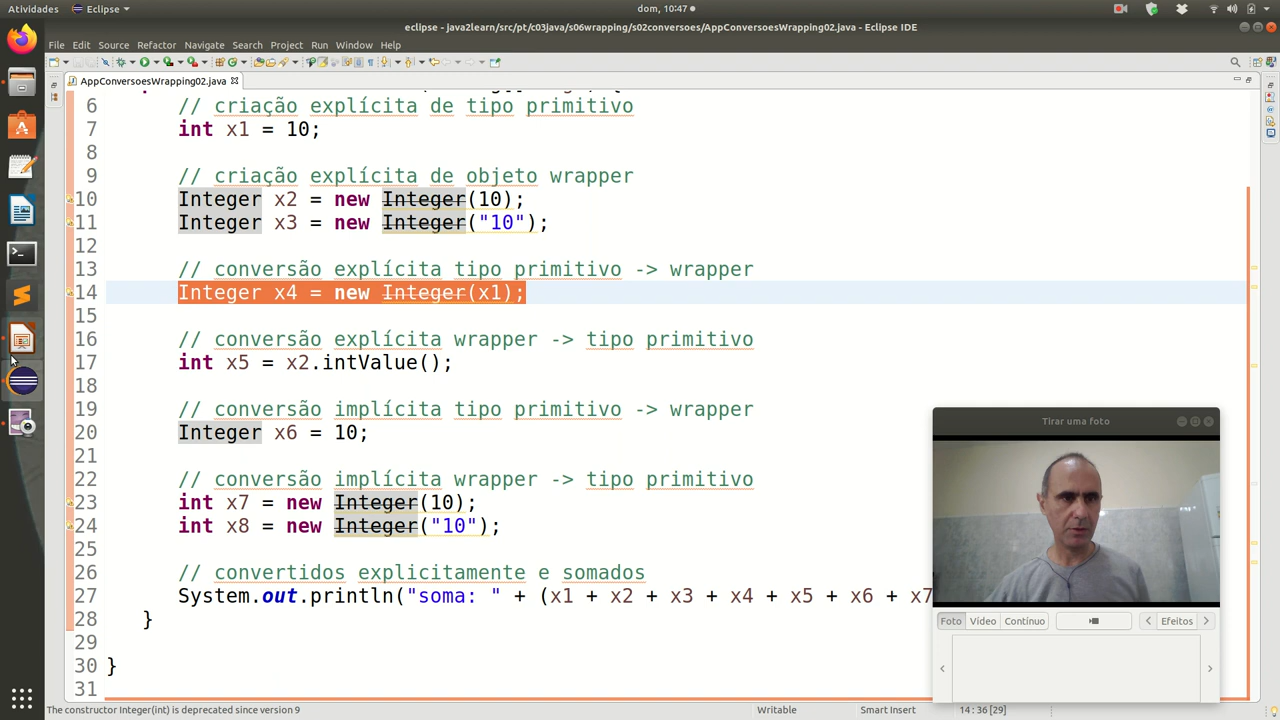 Atividades
Eclipse
dom, 10:47
eclipse - java2learn/src/pt/c03java/s06wrapping/s02conversoes/AppConversoesWrapping02.java - Eclipse IDE
File Edit Source Refactor Navigate Search Project Run Window Help
AppConversoesWrapping02.java
6 // criação explícita de tipo primitivo
7 int x1 = 10;
8
9 // criação explícita de objeto wrapper
10 Integer x2 = new Integer(10);
11 Integer x3 = new Integer("10");
12
13 // conversão explícita tipo primitivo -> wrapper
14 Integer x4 = new Integer(x1);
15
16 // conversão explícita wrapper -> tipo primitivo
17 int x5 = x2.intValue();
18
19 // conversão implícita tipo primitivo -> wrapper
20 Integer x6 = 10;
21
22 // conversão implícita wrapper -> tipo primitivo
23 int x7 = new Integer(10);
24 int x8 = new Integer("10");
25
26 // convertidos explicitamente e somados
27 System.out.println("soma: " + (x1 + x2 + x3 + x4 + x5 + x6 + x7
28 }
29
30 }
31
Tirar uma foto
Foto Vídeo Contínuo Efeitos
The constructor Integer(int) is deprecated since version 9
Writable
Smart Insert
14 : 36 [29]